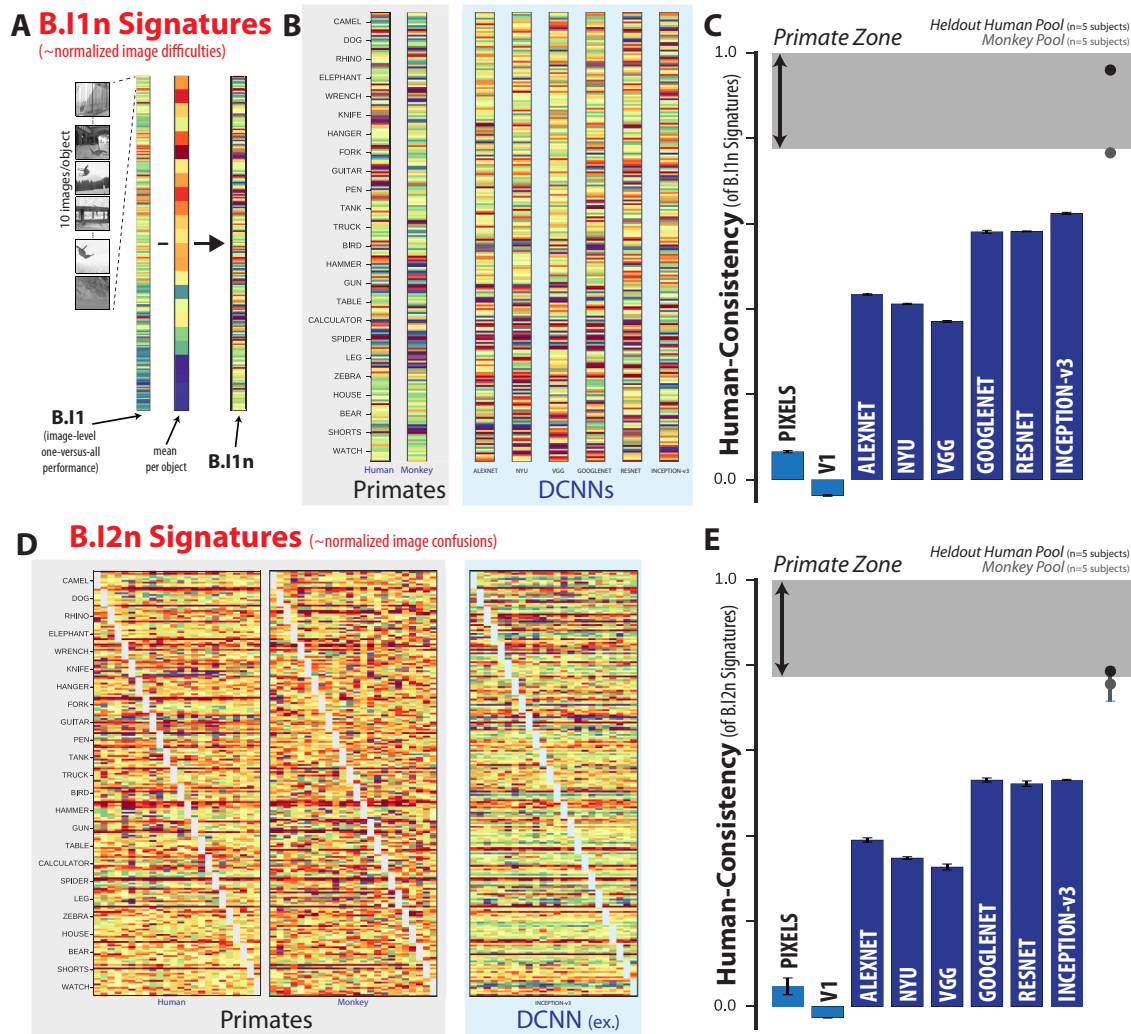 A B.I1n Signatures
(~normalized image difficulties)
10 images/object
B.I1
(image-level
one-versus-all
performance)
mean
per object
B.I1n
B
CAMEL
DOG
RHINO
ELEPHANT
WRENCH
KNIFE
HANGER
FORK
GUITAR
PEN
TANK
TRUCK
BIRD
HAMMER
GUN
TABLE
CALCULATOR
SPIDER
LEG
ZEBRA
HOUSE
BEAR
SHORTS
WATCH
Human Monkey
Primates
ALEXNET NYU VGG GOOGLENET RESNET INCEPTION-v3
DCNNs
C
Heldout Human Pool (n=5 subjects)
Primate Zone Monkey Pool (n=5 subjects)
1.0
Human-Consistency (of B.I1n Signatures)
0.0
PIXELS
V1
ALEXNET
NYU
VGG
GOOGLENET
RESNET
INCEPTION-v3
D B.I2n Signatures (~normalized image confusions)
CAMEL
DOG
RHINO
ELEPHANT
WRENCH
KNIFE
HANGER
FORK
GUITAR
PEN
TANK
TRUCK
BIRD
HAMMER
GUN
TABLE
CALCULATOR
SPIDER
LEG
ZEBRA
HOUSE
BEAR
SHORTS
WATCH
Human Monkey
Primates
INCEPTION-v3
DCNN (ex.)
E
Heldout Human Pool (n=5 subjects)
Primate Zone Monkey Pool (n=5 subjects)
1.0
Human-Consistency (of B.I2n Signatures)
0.0
PIXELS
V1
ALEXNET
NYU
VGG
GOOGLENET
RESNET
INCEPTION-v3